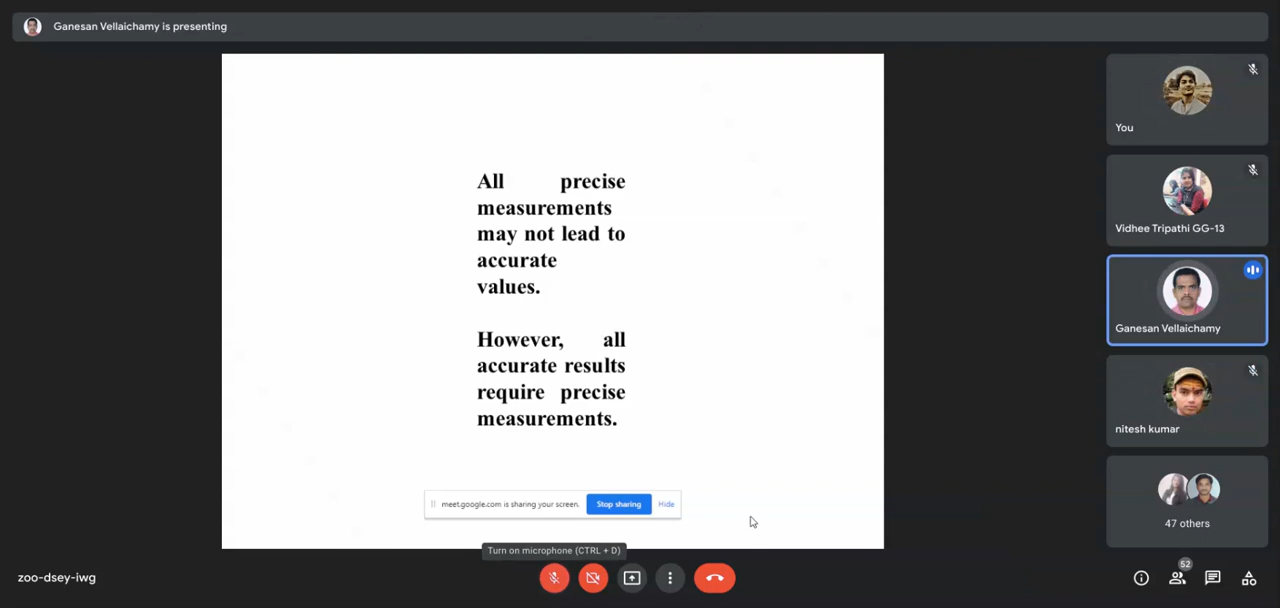 Ganesan Vellaichamy is presenting
All precise
measurements
may not lead to
accurate
values.
However, all
accurate results
require precise
measurements.
meet.google.com is sharing your screen.
Stop sharing
Hide
Turn on microphone (CTRL + D)
zoo-dsey-iwg
You
Vidhee Tripathi GG-13
Ganesan Vellaichamy
nitesh kumar
47 others
52